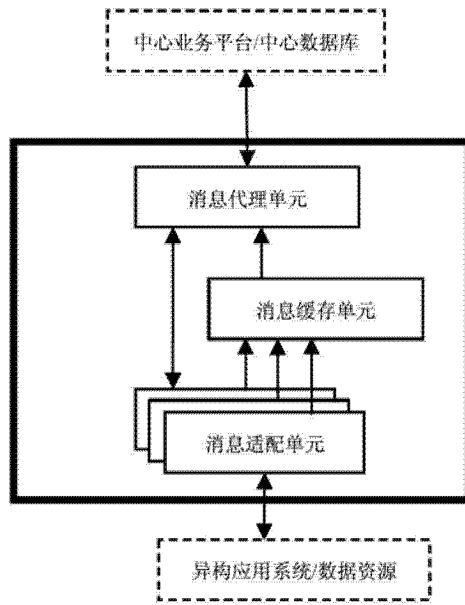 中心业务平台/中心数据库
消息代理单元
消息缓存单元
消息适配单元
异构应用系统/数据资源